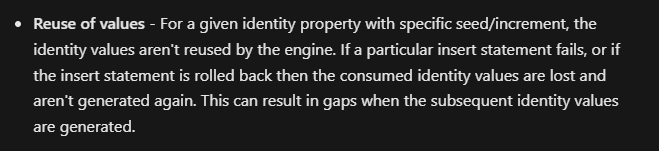 • Reuse of values - For a given identity property with specific seed/increment, the
identity values aren't reused by the engine. If a particular insert statement fails, or if
the insert statement is rolled back then the consumed identity values are lost and
aren't generated again. This can result in gaps when the subsequent identity values
are generated.